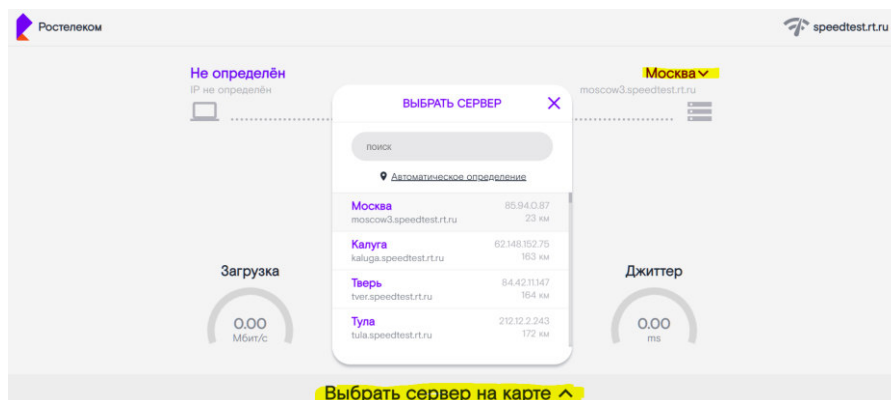 Ростелеком
speedtest.rt.ru
Не определён
IP не определён
Москва
moscow3.speedtest.rt.ru
ВЫБРАТЬ СЕРВЕР
поиск
Автоматическое определение
Москва 85.94.0.87
moscow3.speedtest.rt.ru 23 км
Калуга 62.148.152.75
kaluga.speedtest.rt.ru 163 км
Тверь 84.42.11.147
tver.speedtest.rt.ru 164 км
Тула 212.12.2.243
tula.speedtest.rt.ru 172 км
Загрузка
0.00
Мбит/с
Джиттер
0.00
ms
Выбрать сервер на карте